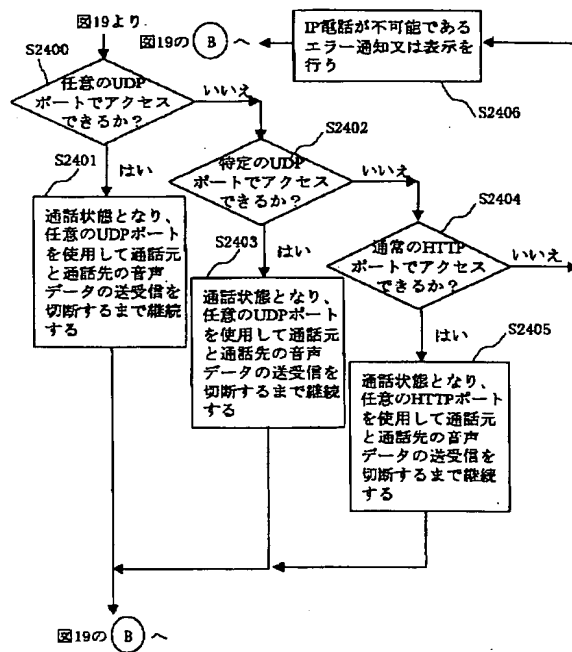 図19より
図19の B へ
IP電話が不可能である
エラー通知又は表示を
行う
S2406
S2400
任意のUDP
ポートでアクセス
できるか？
いいえ
はい
S2401
通話状態となり、
任意のUDPポート
を使用して通話元
と通話先の音声
データの送受信を
切断するまで継続
する
S2402
特定のUDP
ポートでアクセス
できるか？
いいえ
はい
S2403
通話状態となり、
任意のUDPポート
を使用して通話元
と通話先の音声
データの送受信を
切断するまで継続
する
S2404
通常のHTTP
ポートでアクセス
できるか？
いいえ
はい
S2405
通話状態となり、
任意のHTTPポート
を使用して通話元
と通話先の音声
データの送受信を
切断するまで継続
する
図19の B へ